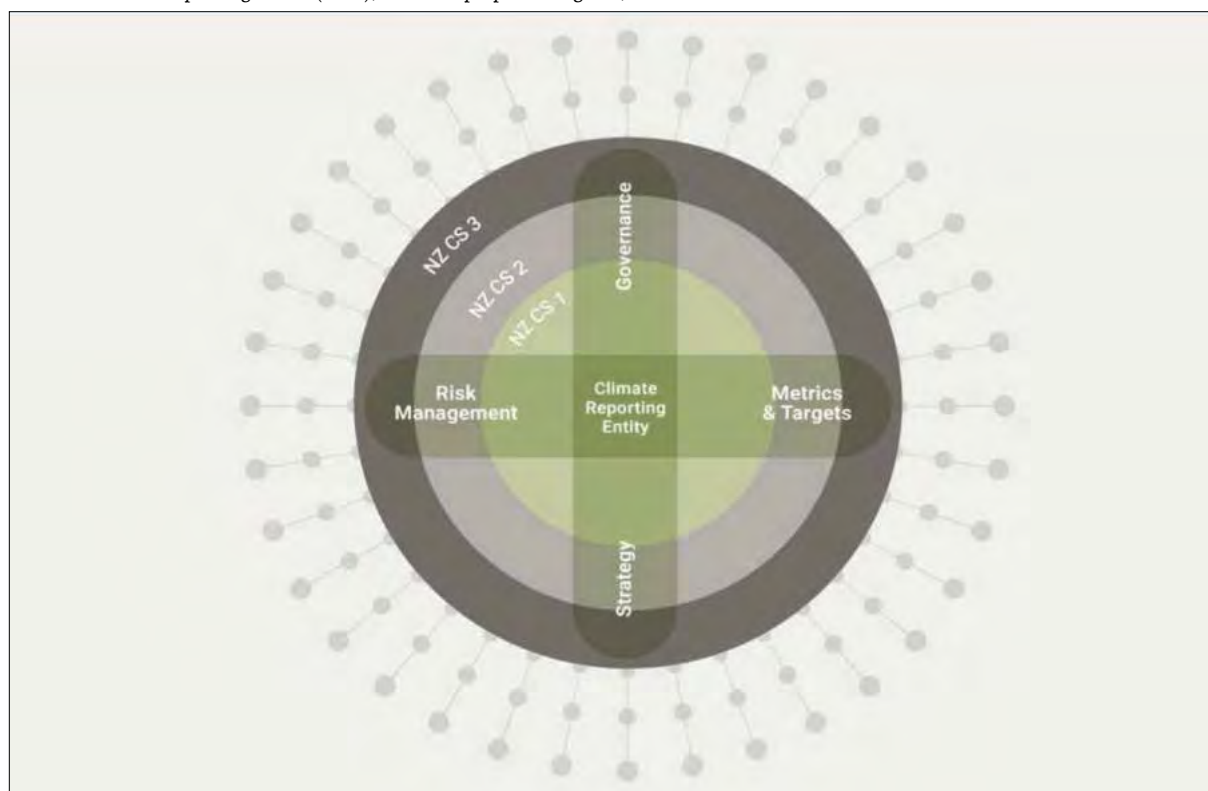 NZ CS 3
NZ CS 2
NZ CS 1
Governance
Risk
Management
Climate
Reporting
Entity
Metrics
& Targets
Strategy